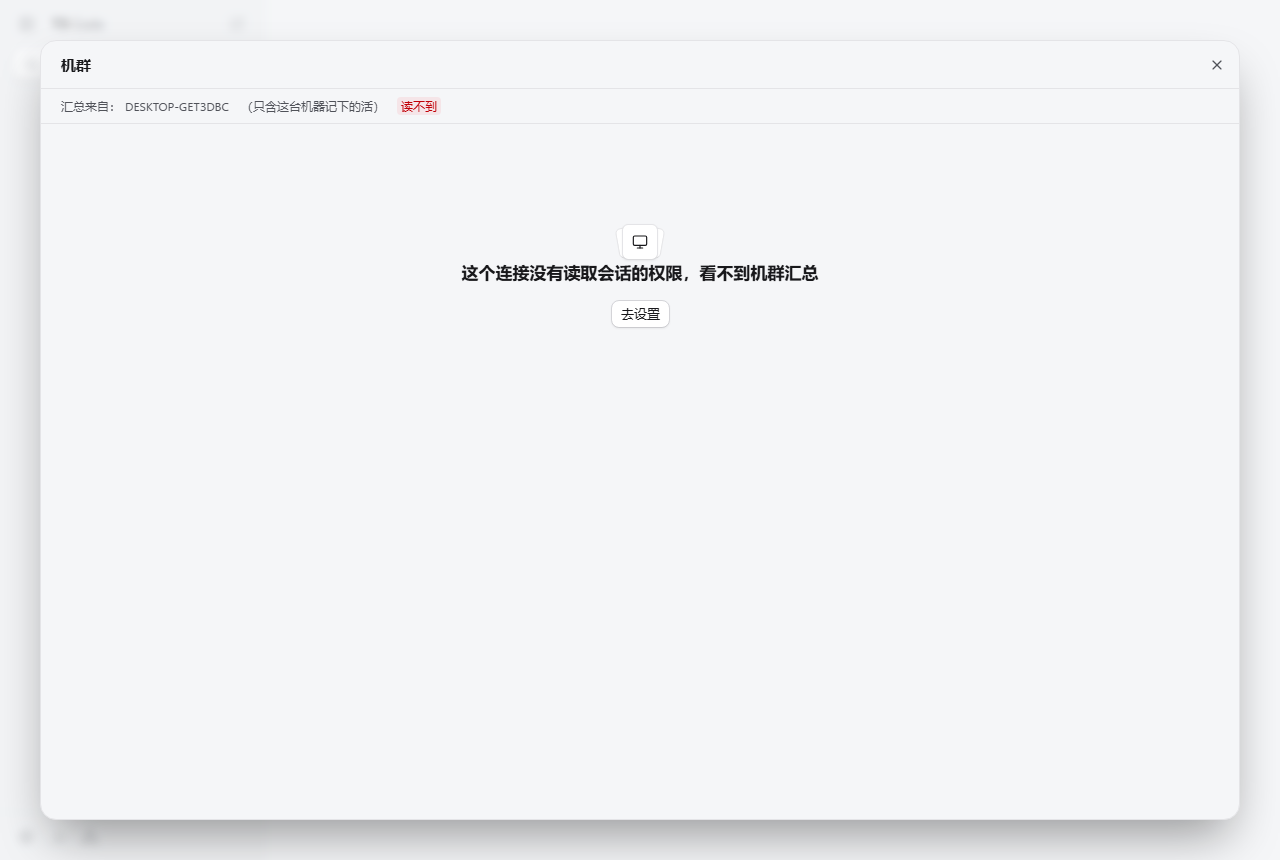 机群
汇总来自： DESKTOP-GET3DBC （只含这台机器记下的活） 读不到
这个连接没有读取会话的权限，看不到机群汇总
去设置